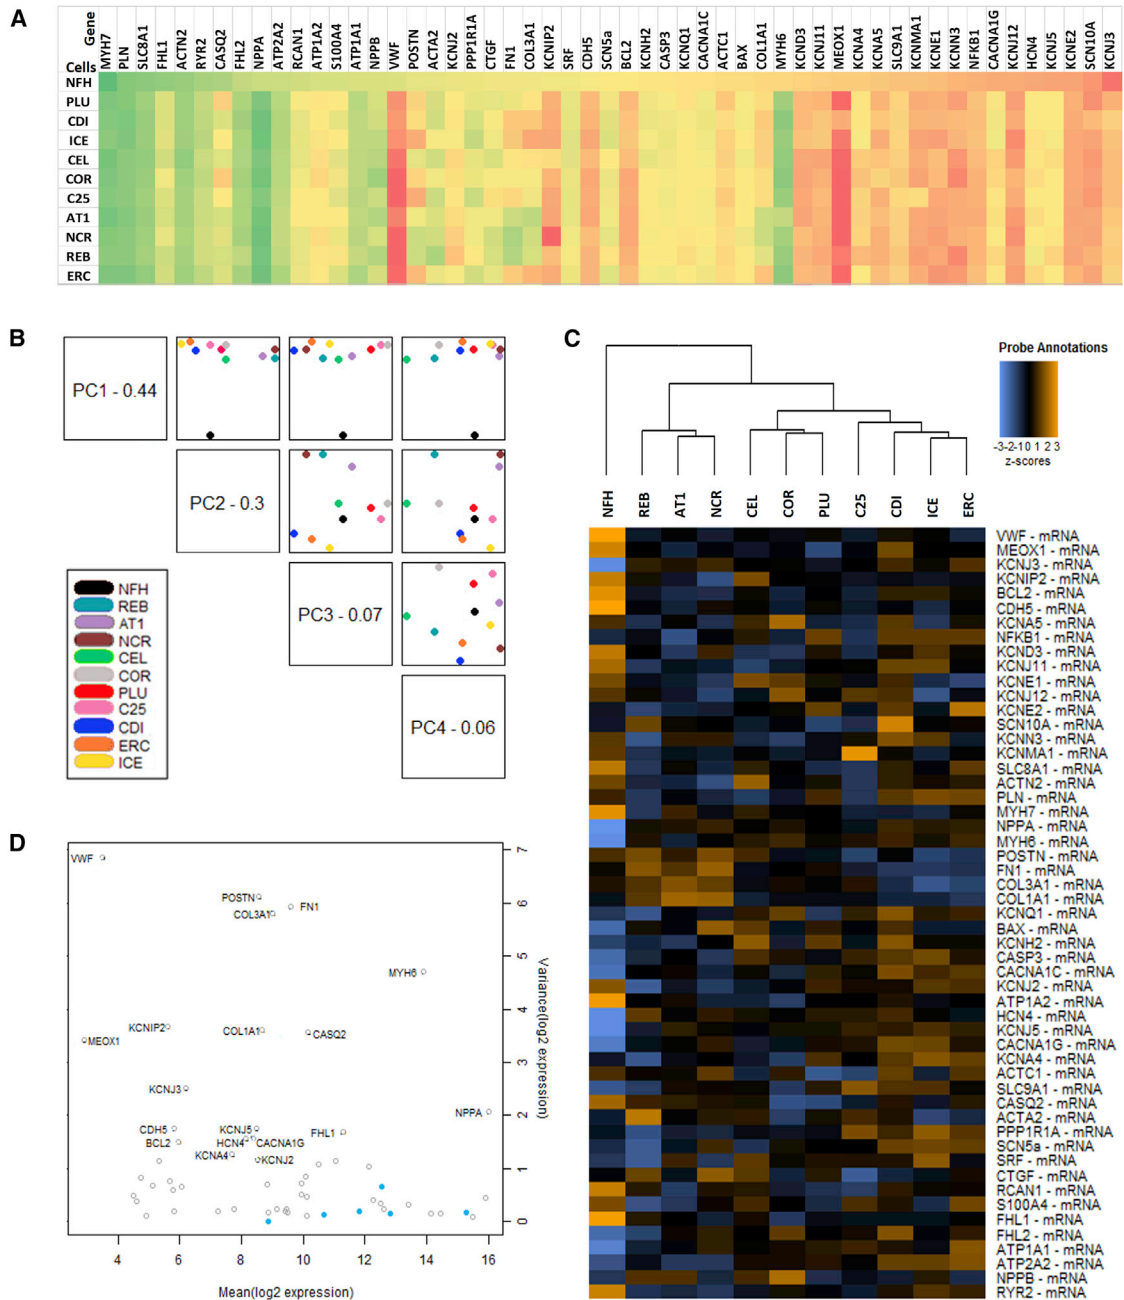 A
Gene
Cells
MYH7
PLN
SLC8A1
FHL1
ACTN2
RYR2
CASQ2
FHL2
NPPA
ATP2A2
RCAN1
ATP1A2
S100A4
ATP1A1
NPPB
VWF
POSTN
ACTA2
KCNJ2
PPP1R1A
CTGF
FN1
COL3A1
KCNIP2
SRF
CDH5
SCN5a
BCL2
KCNH2
CASP3
KCNQ1
CACNA1C
ACTC1
BAX
COL1A1
MYH6
KCND3
KCNJ11
MEOX1
KCNA4
KCNA5
SLC9A1
KCNMA1
KCNE1
KCNN3
NFKB1
CACNA1G
KCNJ12
HCN4
KCNJ5
KCNE2
SCN10A
KCNJ3
NFH
PLU
CDI
ICE
CEL
COR
C25
AT1
NCR
REB
ERC
B
PC1 - 0.44
PC2 - 0.3
PC3 - 0.07
PC4 - 0.06
NFH
REB
AT1
NCR
CEL
COR
PLU
C25
CDI
ERC
ICE
C
Probe Annotations
-3-2-10 1 2 3
z-scores
NFH
REB
AT1
NCR
CEL
COR
PLU
C25
CDI
ICE
ERC
VWF - mRNA
MEOX1 - mRNA
KCNJ3 - mRNA
KCNIP2 - mRNA
BCL2 - mRNA
CDH5 - mRNA
KCNA5 - mRNA
NFKB1 - mRNA
KCND3 - mRNA
KCNJ11 - mRNA
KCNE1 - mRNA
KCNJ12 - mRNA
KCNE2 - mRNA
SCN10A - mRNA
KCNN3 - mRNA
KCNMA1 - mRNA
SLC8A1 - mRNA
ACTN2 - mRNA
PLN - mRNA
MYH7 - mRNA
NPPA - mRNA
MYH6 - mRNA
POSTN - mRNA
FN1 - mRNA
COL3A1 - mRNA
COL1A1 - mRNA
KCNQ1 - mRNA
BAX - mRNA
KCNH2 - mRNA
CASP3 - mRNA
CACNA1C - mRNA
KCNJ2 - mRNA
ATP1A2 - mRNA
HCN4 - mRNA
KCNJ5 - mRNA
CACNA1G - mRNA
KCNA4 - mRNA
ACTC1 - mRNA
SLC9A1 - mRNA
CASQ2 - mRNA
ACTA2 - mRNA
PPP1R1A - mRNA
SCN5a - mRNA
SRF - mRNA
CTGF - mRNA
RCAN1 - mRNA
S100A4 - mRNA
FHL1 - mRNA
FHL2 - mRNA
ATP1A1 - mRNA
ATP2A2 - mRNA
NPPB - mRNA
RYR2 - mRNA
D
VWF
POSTN
COL3A1
FN1
MYH6
KCNIP2
MEOX1
COL1A1
CASQ2
KCNJ3
NPPA
CDH5
BCL2
KCNJ5
HCN4
CACNA1G
FHL1
KCNA4
KCNJ2
7
6
5
4
3
2
1
0
Variance(log2 expression)
4
6
8
10
12
14
16
Mean(log2 expression)